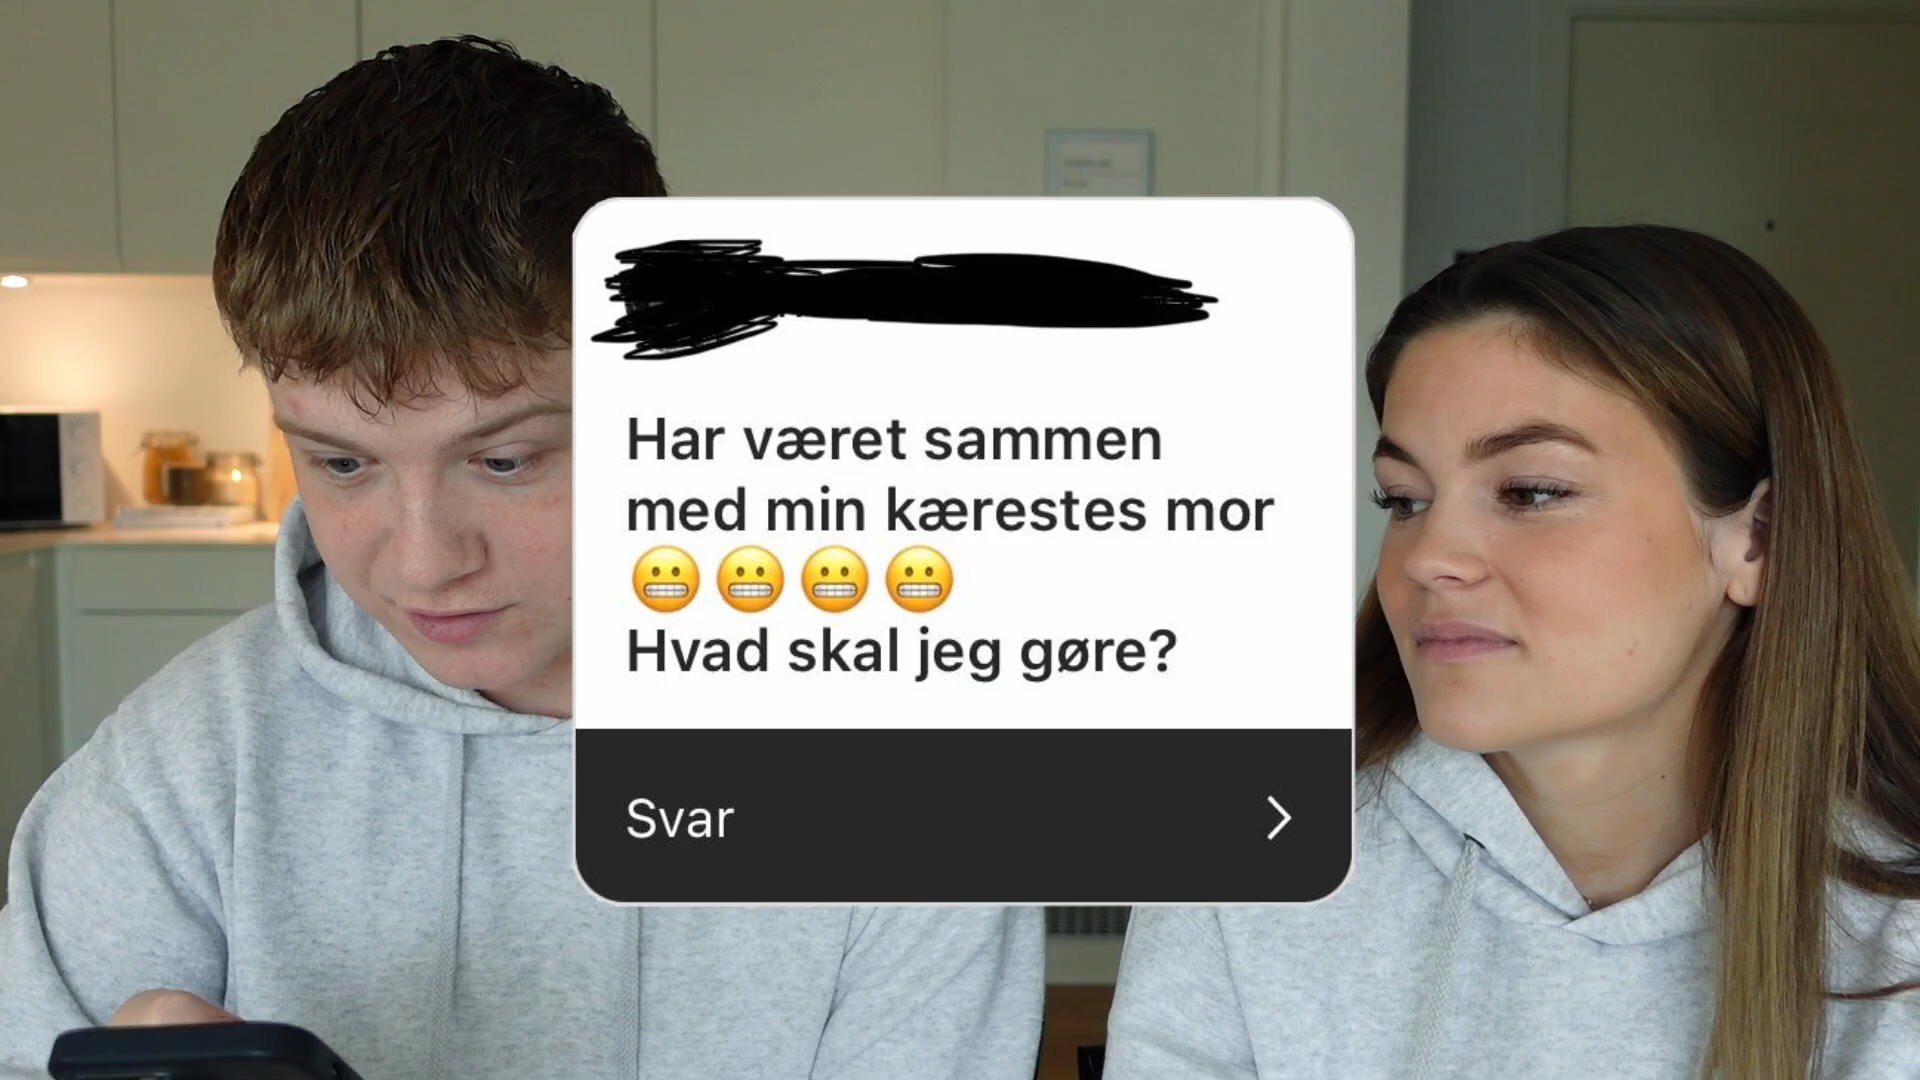 Har været sammen
med min kærestes mor
😬😬😬😬
Hvad skal jeg gøre?
Svar